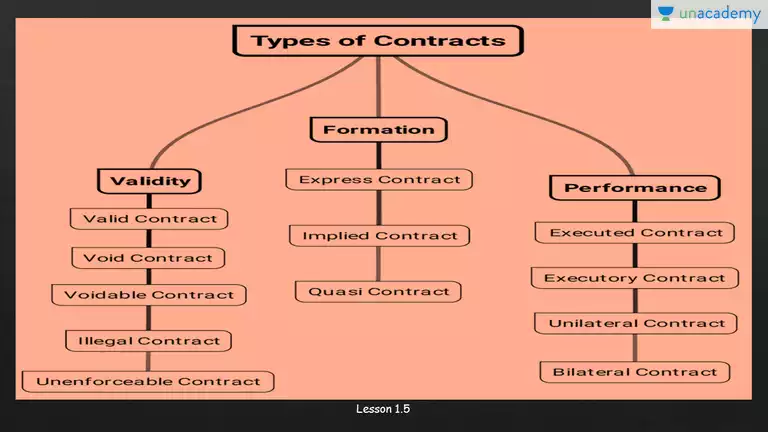 unacademy
Types of Contracts
Validity
Valid Contract
Void Contract
Voidable Contract
Illegal Contract
Unenforceable Contract
Formation
Express Contract
Implied Contract
Quasi Contract
Performance
Executed Contract
Executory Contract
Unilateral Contract
Bilateral Contract
Lesson 1.5